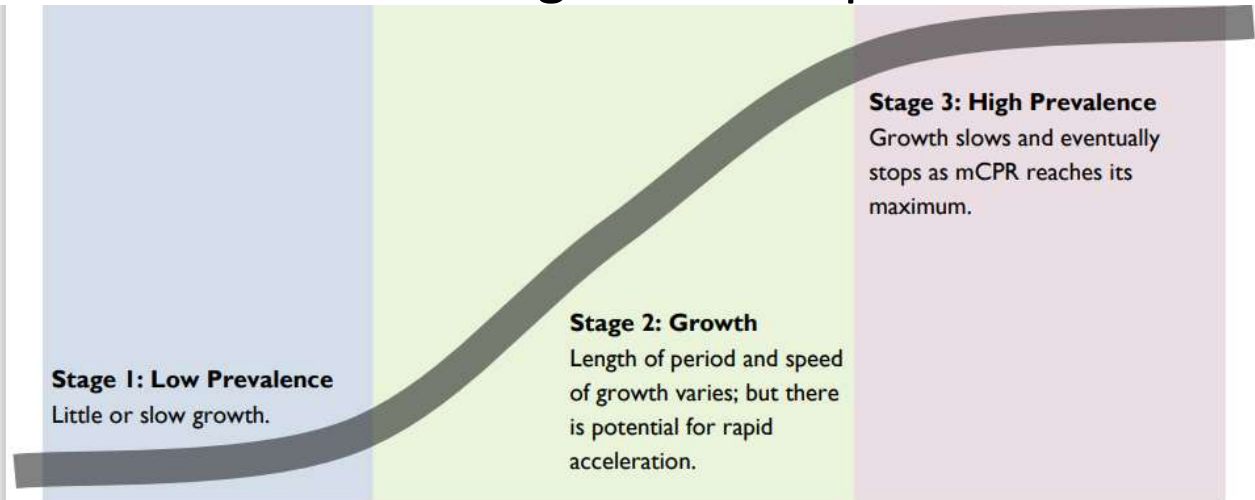 Stage 1: Low Prevalence
Little or slow growth.
Stage 2: Growth
Length of period and speed
of growth varies; but there
is potential for rapid
acceleration.
Stage 3: High Prevalence
Growth slows and eventually
stops as mCPR reaches its
maximum.